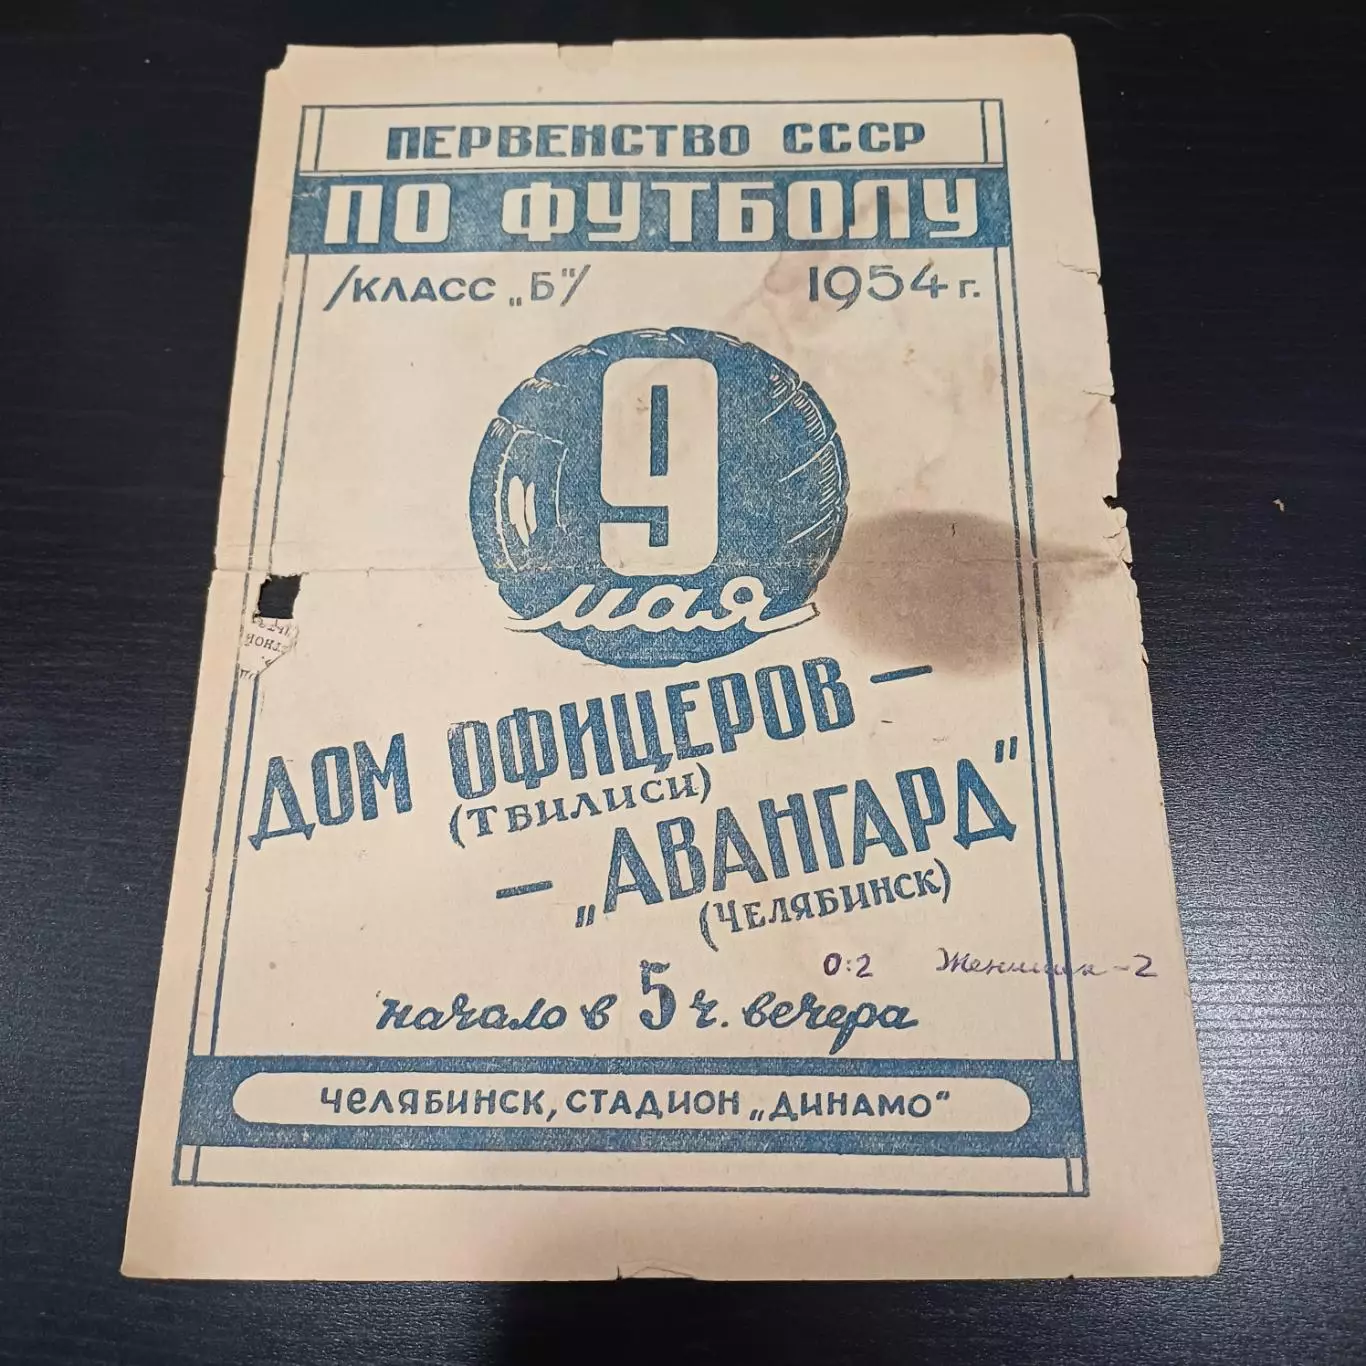 ПЕРВЕНСТВО СССР
ПО ФУТБОЛУ
/КЛАСС „Б"/ 1954 г.
9
мая
ДОМ ОФИЦЕРОВ —
(ТБИЛИСИ)
— „АВАНГАРД"
(ЧЕЛЯБИНСК)
0:2
начало в 5 ч. вечера
ЧЕЛЯБИНСК, СТАДИОН „ДИНАМО"